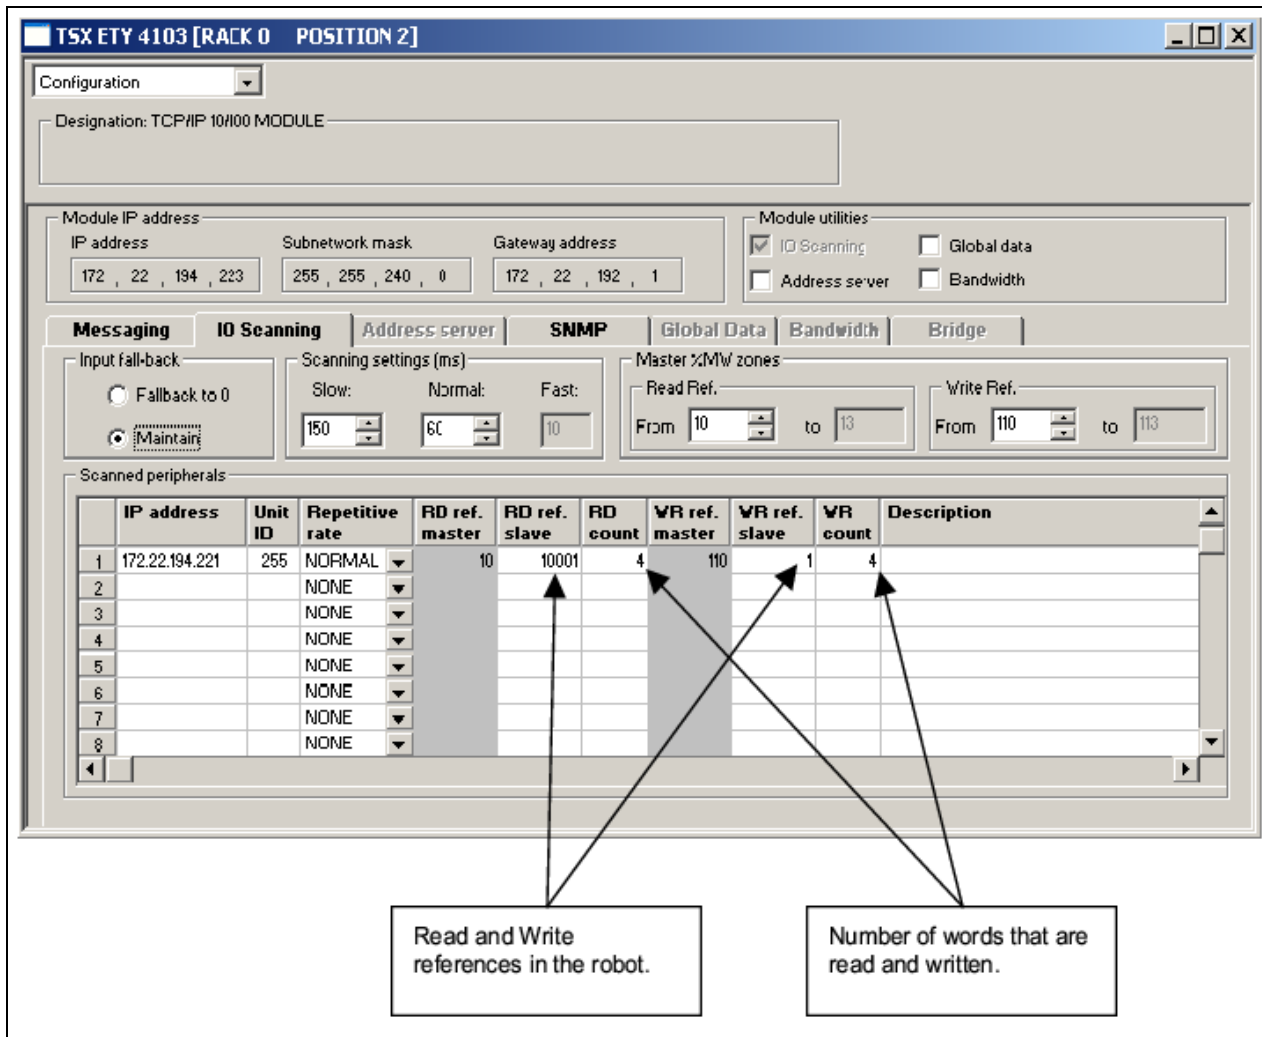 TSX ETY 4103 [RACK 0 POSITION 2]
Configuration
Designation: TCP/IP 10/100 MODULE
Module IP address
Module utilities
IP address Subnetwork mask Gateway address
IO Scanning Global data
172 , 22 , 194 , 223 255 , 255 , 240 , 0 172 , 22 , 192 , 1
Address server Bandwidth
Messaging IO Scanning Address server SNMP Global Data Bandwidth Bridge
Input fall-back Scanning settings (ms) Master %MW zones
Fallback to 0 Slow: Normal: Fast: Read Ref. Write Ref.
Maintain 150 60 10 From 10 to 13 From 110 to 113
Scanned peripherals
IP address Unit ID Repetitive rate RD ref. master RD ref. slave RD count WR ref. master WR ref. slave WR count Description
1 172.22.194.221 255 NORMAL 10 10001 4 110 1 4
2 NONE
3 NONE
4 NONE
5 NONE
6 NONE
7 NONE
8 NONE
Read and Write
references in the robot.
Number of words that are
read and written.